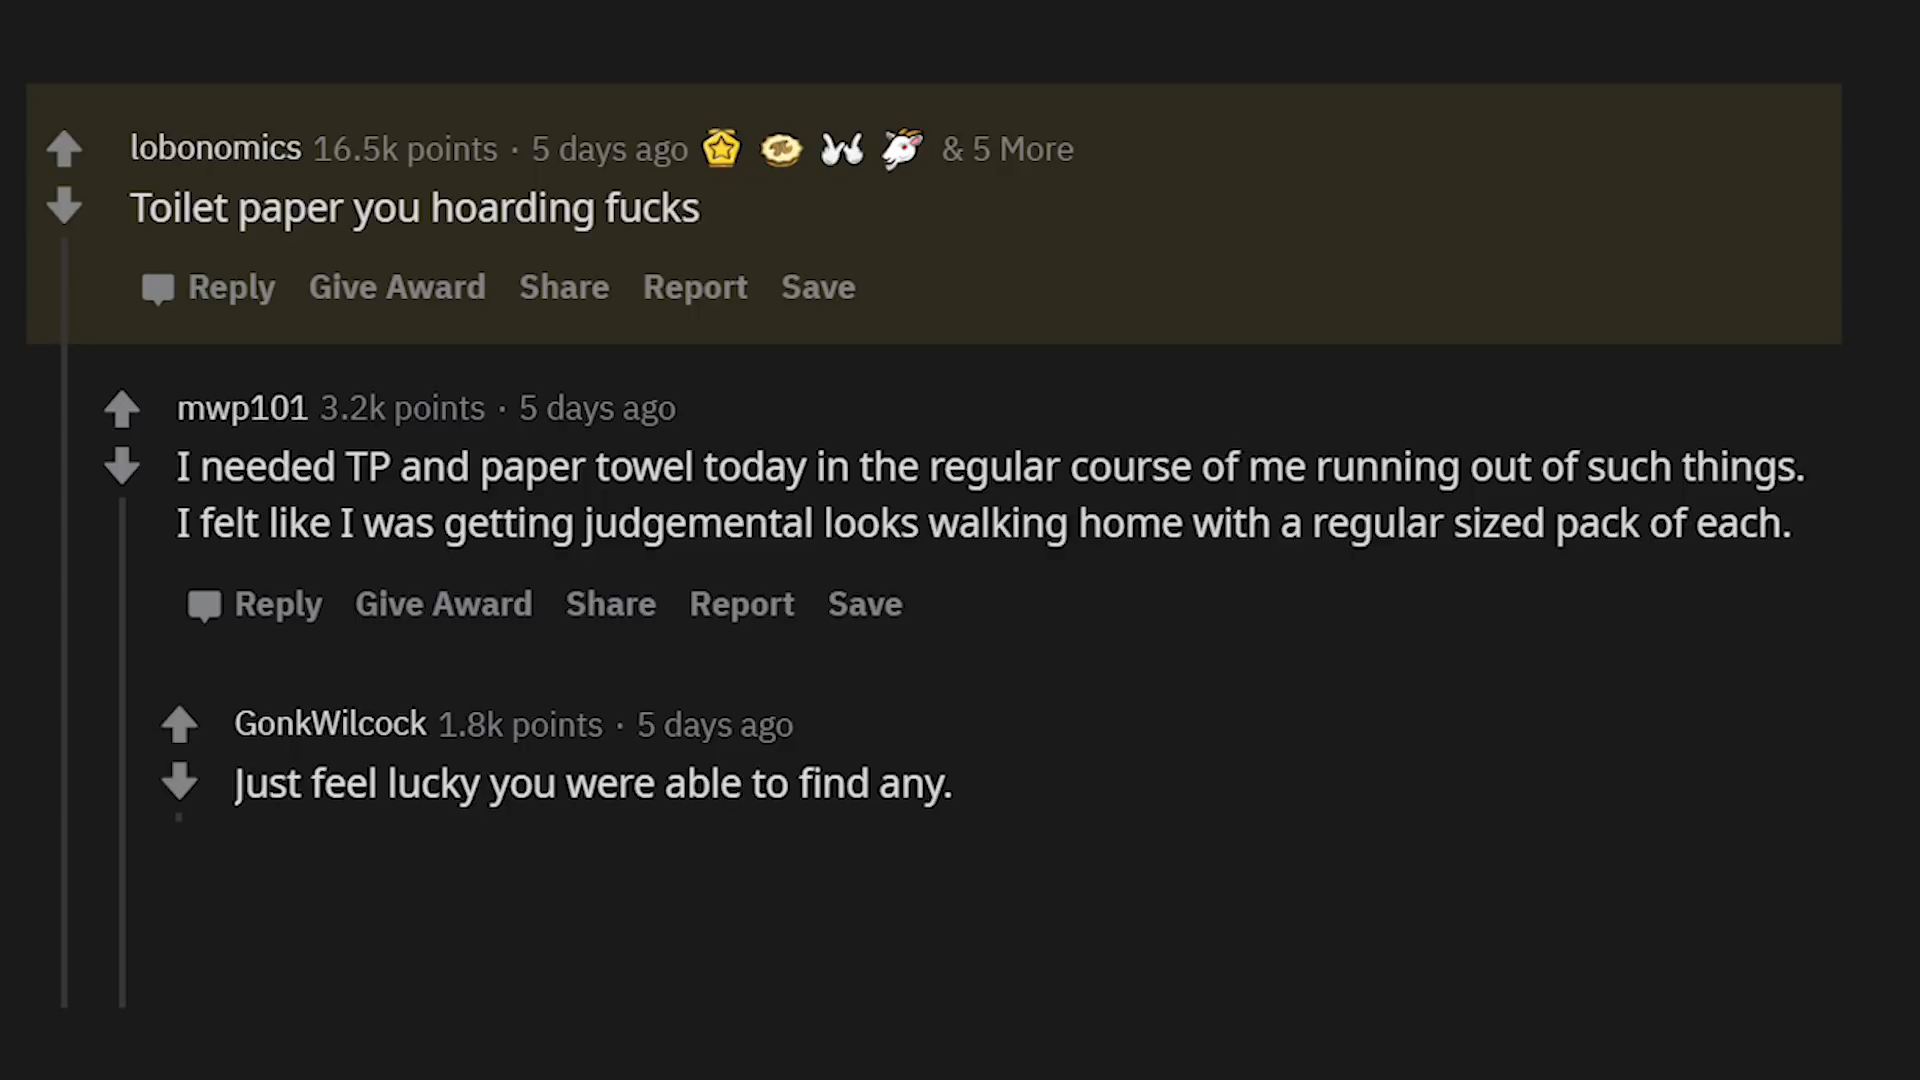 lobonomics 16.5k points · 5 days ago & 5 More
Toilet paper you hoarding fucks
Reply Give Award Share Report Save
mwp101 3.2k points · 5 days ago
I needed TP and paper towel today in the regular course of me running out of such things.
I felt like I was getting judgemental looks walking home with a regular sized pack of each.
Reply Give Award Share Report Save
GonkWilcock 1.8k points · 5 days ago
Just feel lucky you were able to find any.